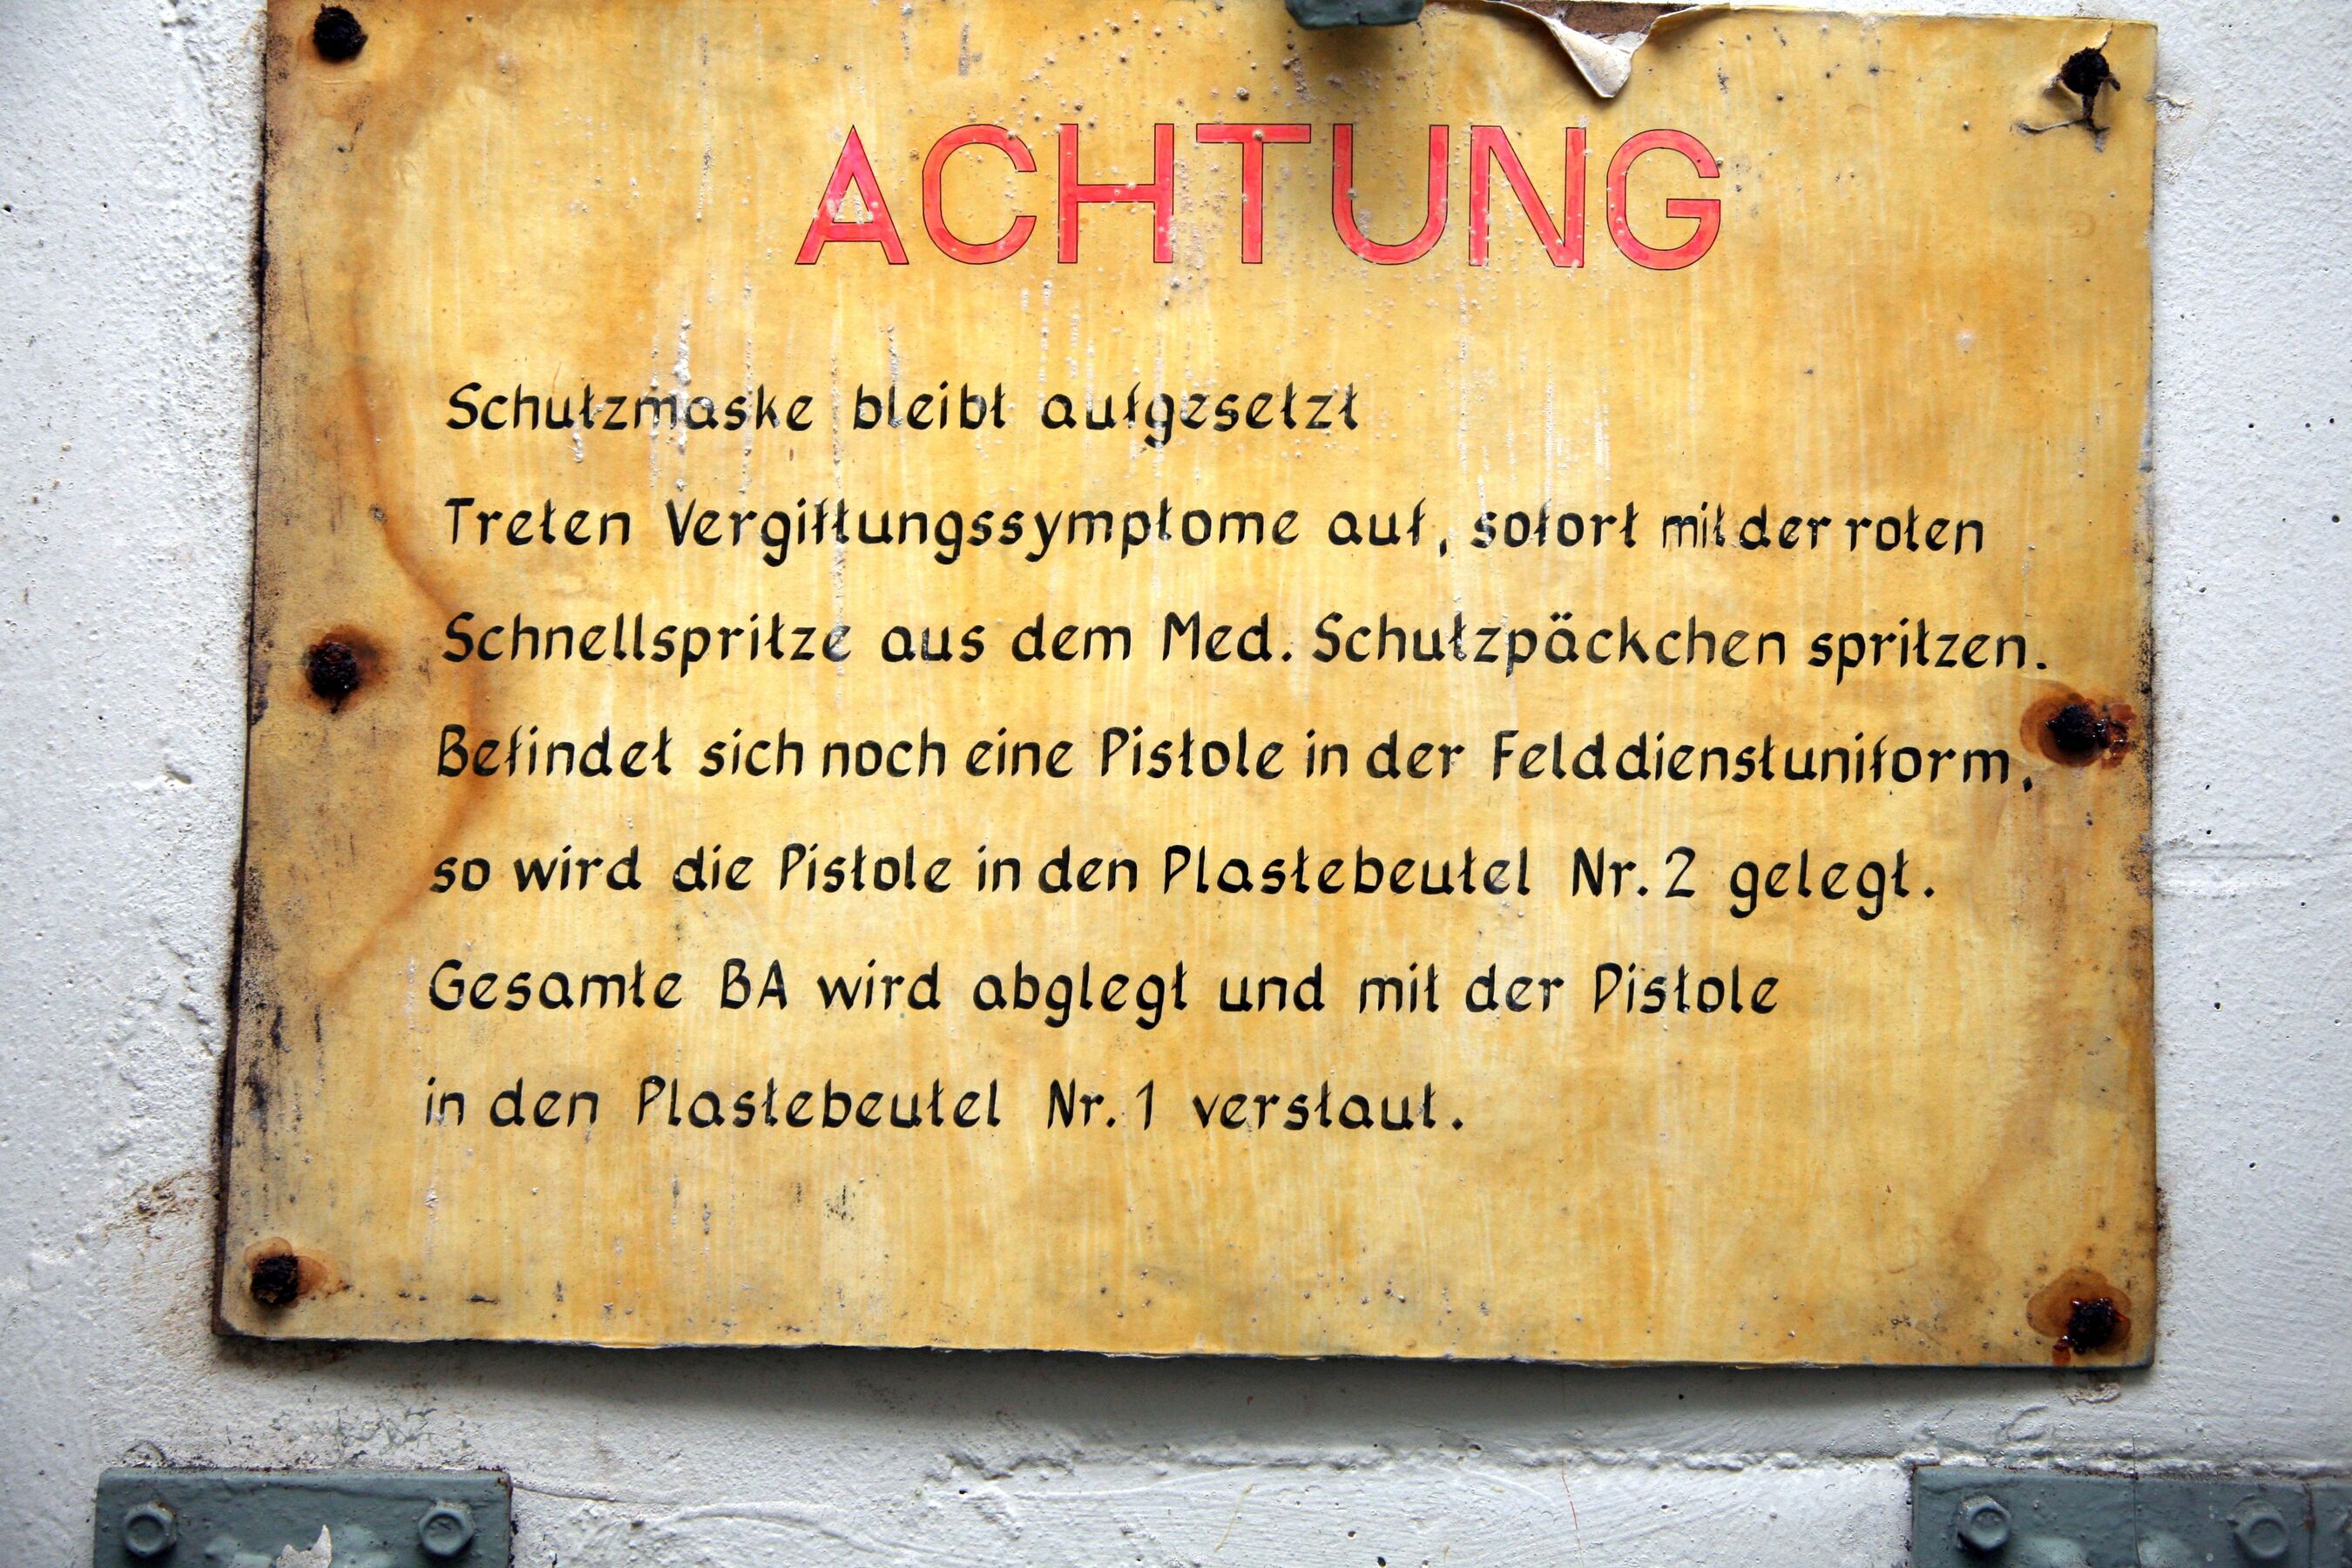 ACHTUNG
Schutzmaske bleibt aufgesetzt
Treten Vergiftungssymptome auf, sofort mit der roten
Schnellspritze aus dem Med. Schutzpäckchen spritzen.
Befindet sich noch eine Pistole in der Felddienstuniform,
so wird die Pistole in den Plastebeutel Nr. 2 gelegt.
Gesamte BA wird abglegt und mit der Pistole
in den Plastebeutel Nr. 1 verstaut.